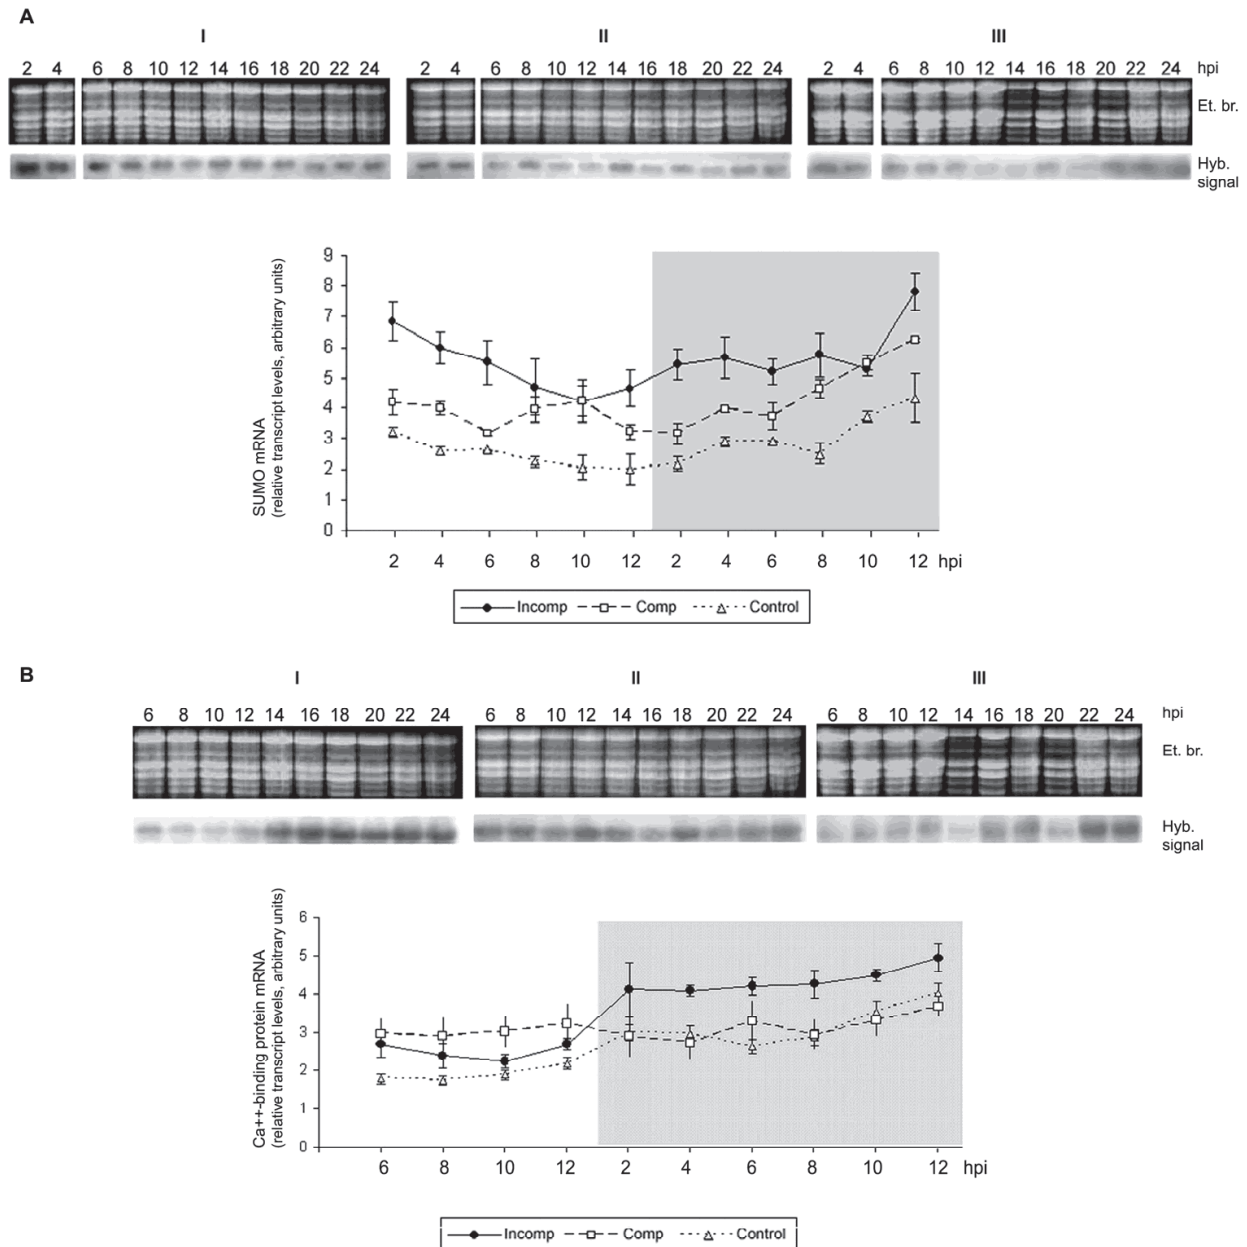 A
I II III
2 4 6 8 10 12 14 16 18 20 22 24 2 4 6 8 10 12 14 16 18 20 22 24 2 4 6 8 10 12 14 16 18 20 22 24 hpi
Et. br.
Hyb.
signal
SUMO mRNA
(relative transcript levels, arbitrary units)
9
8
7
6
5
4
3
2
1
0
2 4 6 8 10 12 2 4 6 8 10 12 hpi
Incomp Comp Control
B
I II III
6 8 10 12 14 16 18 20 22 24 6 8 10 12 14 16 18 20 22 24 6 8 10 12 14 16 18 20 22 24 hpi
Et. br.
Hyb.
signal
Ca++-binding protein mRNA
(relative transcript levels, arbitrary units)
6
5
4
3
2
1
0
6 8 10 12 2 4 6 8 10 12 hpi
Incomp Comp Control